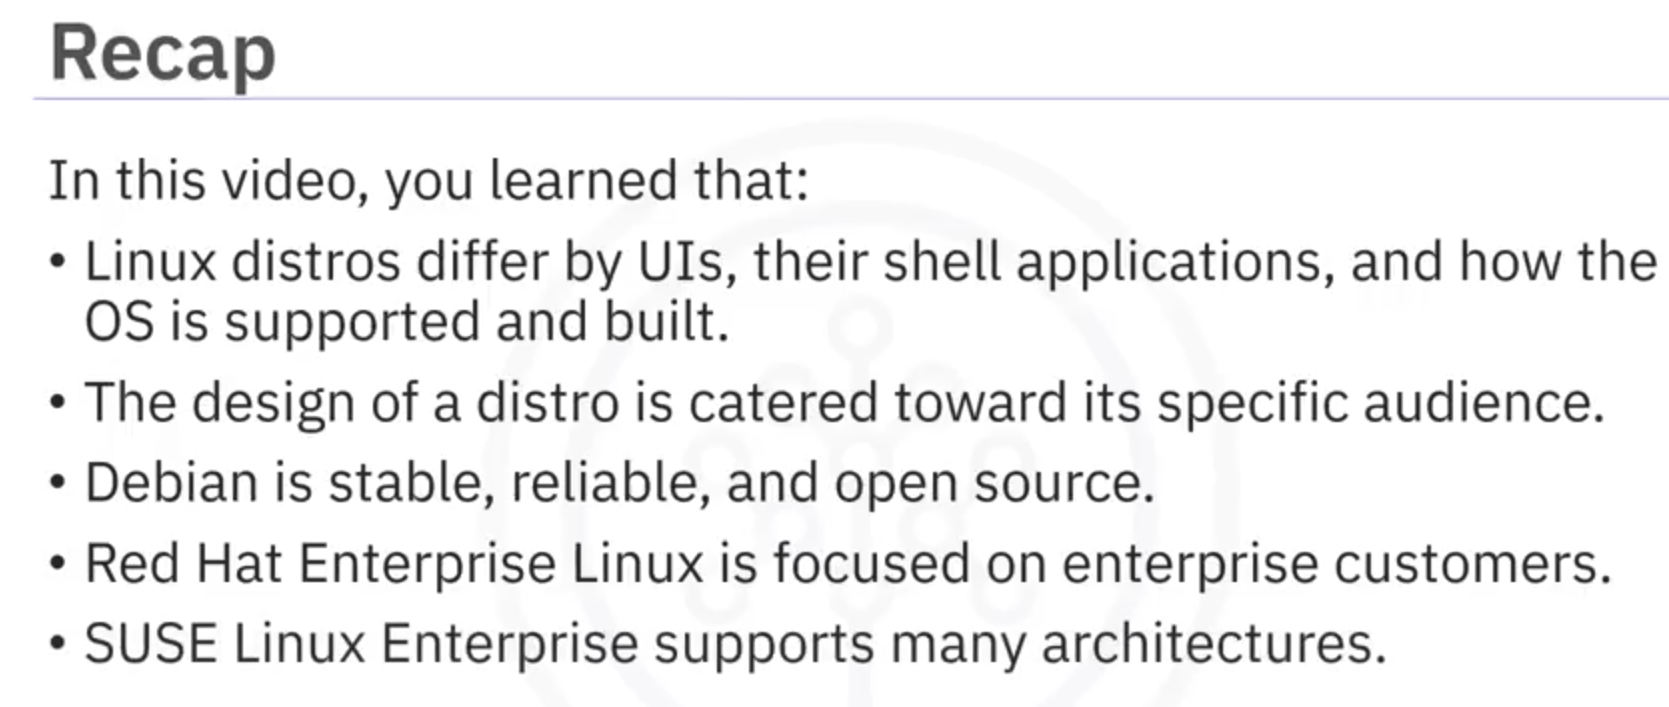 Recap
In this video, you learned that:
• Linux distros differ by UIs, their shell applications, and how the
OS is supported and built.
• The design of a distro is catered toward its specific audience.
• Debian is stable, reliable, and open source.
• Red Hat Enterprise Linux is focused on enterprise customers.
• SUSE Linux Enterprise supports many architectures.